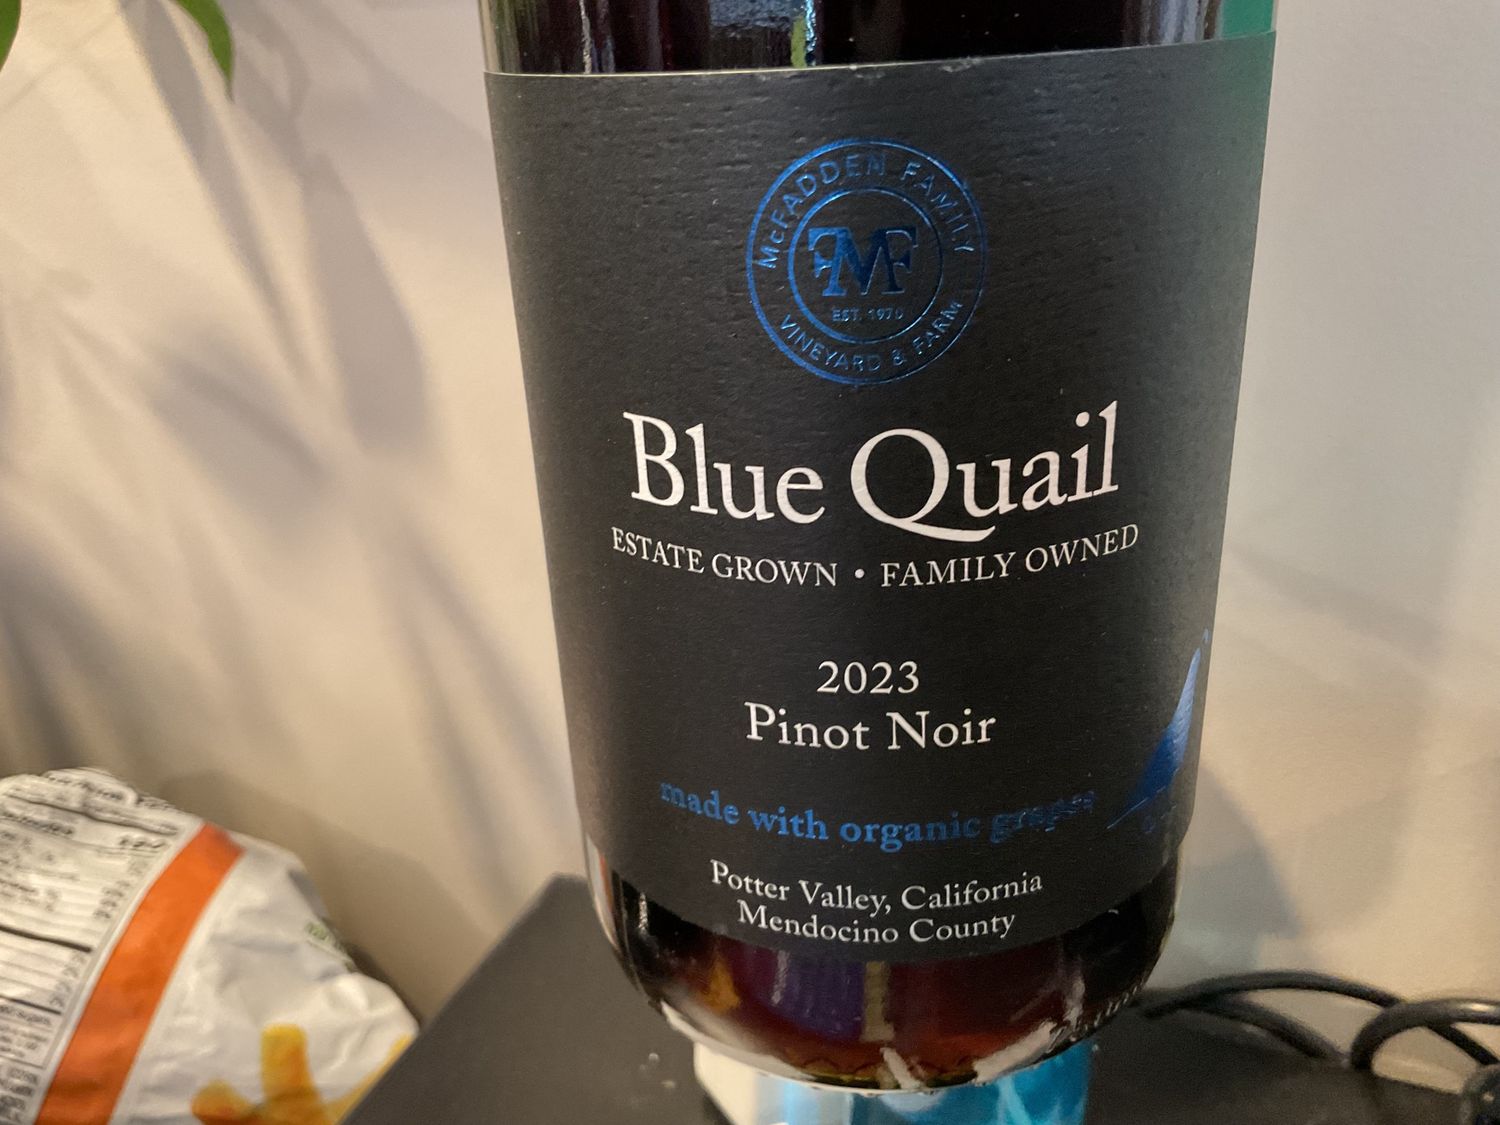 McFADDEN FAMILY
FMF
EST. 1970
VINEYARD & FARM
Blue Quail
ESTATE GROWN • FAMILY OWNED
2023
Pinot Noir
made with organic grapes
Potter Valley, California
Mendocino County